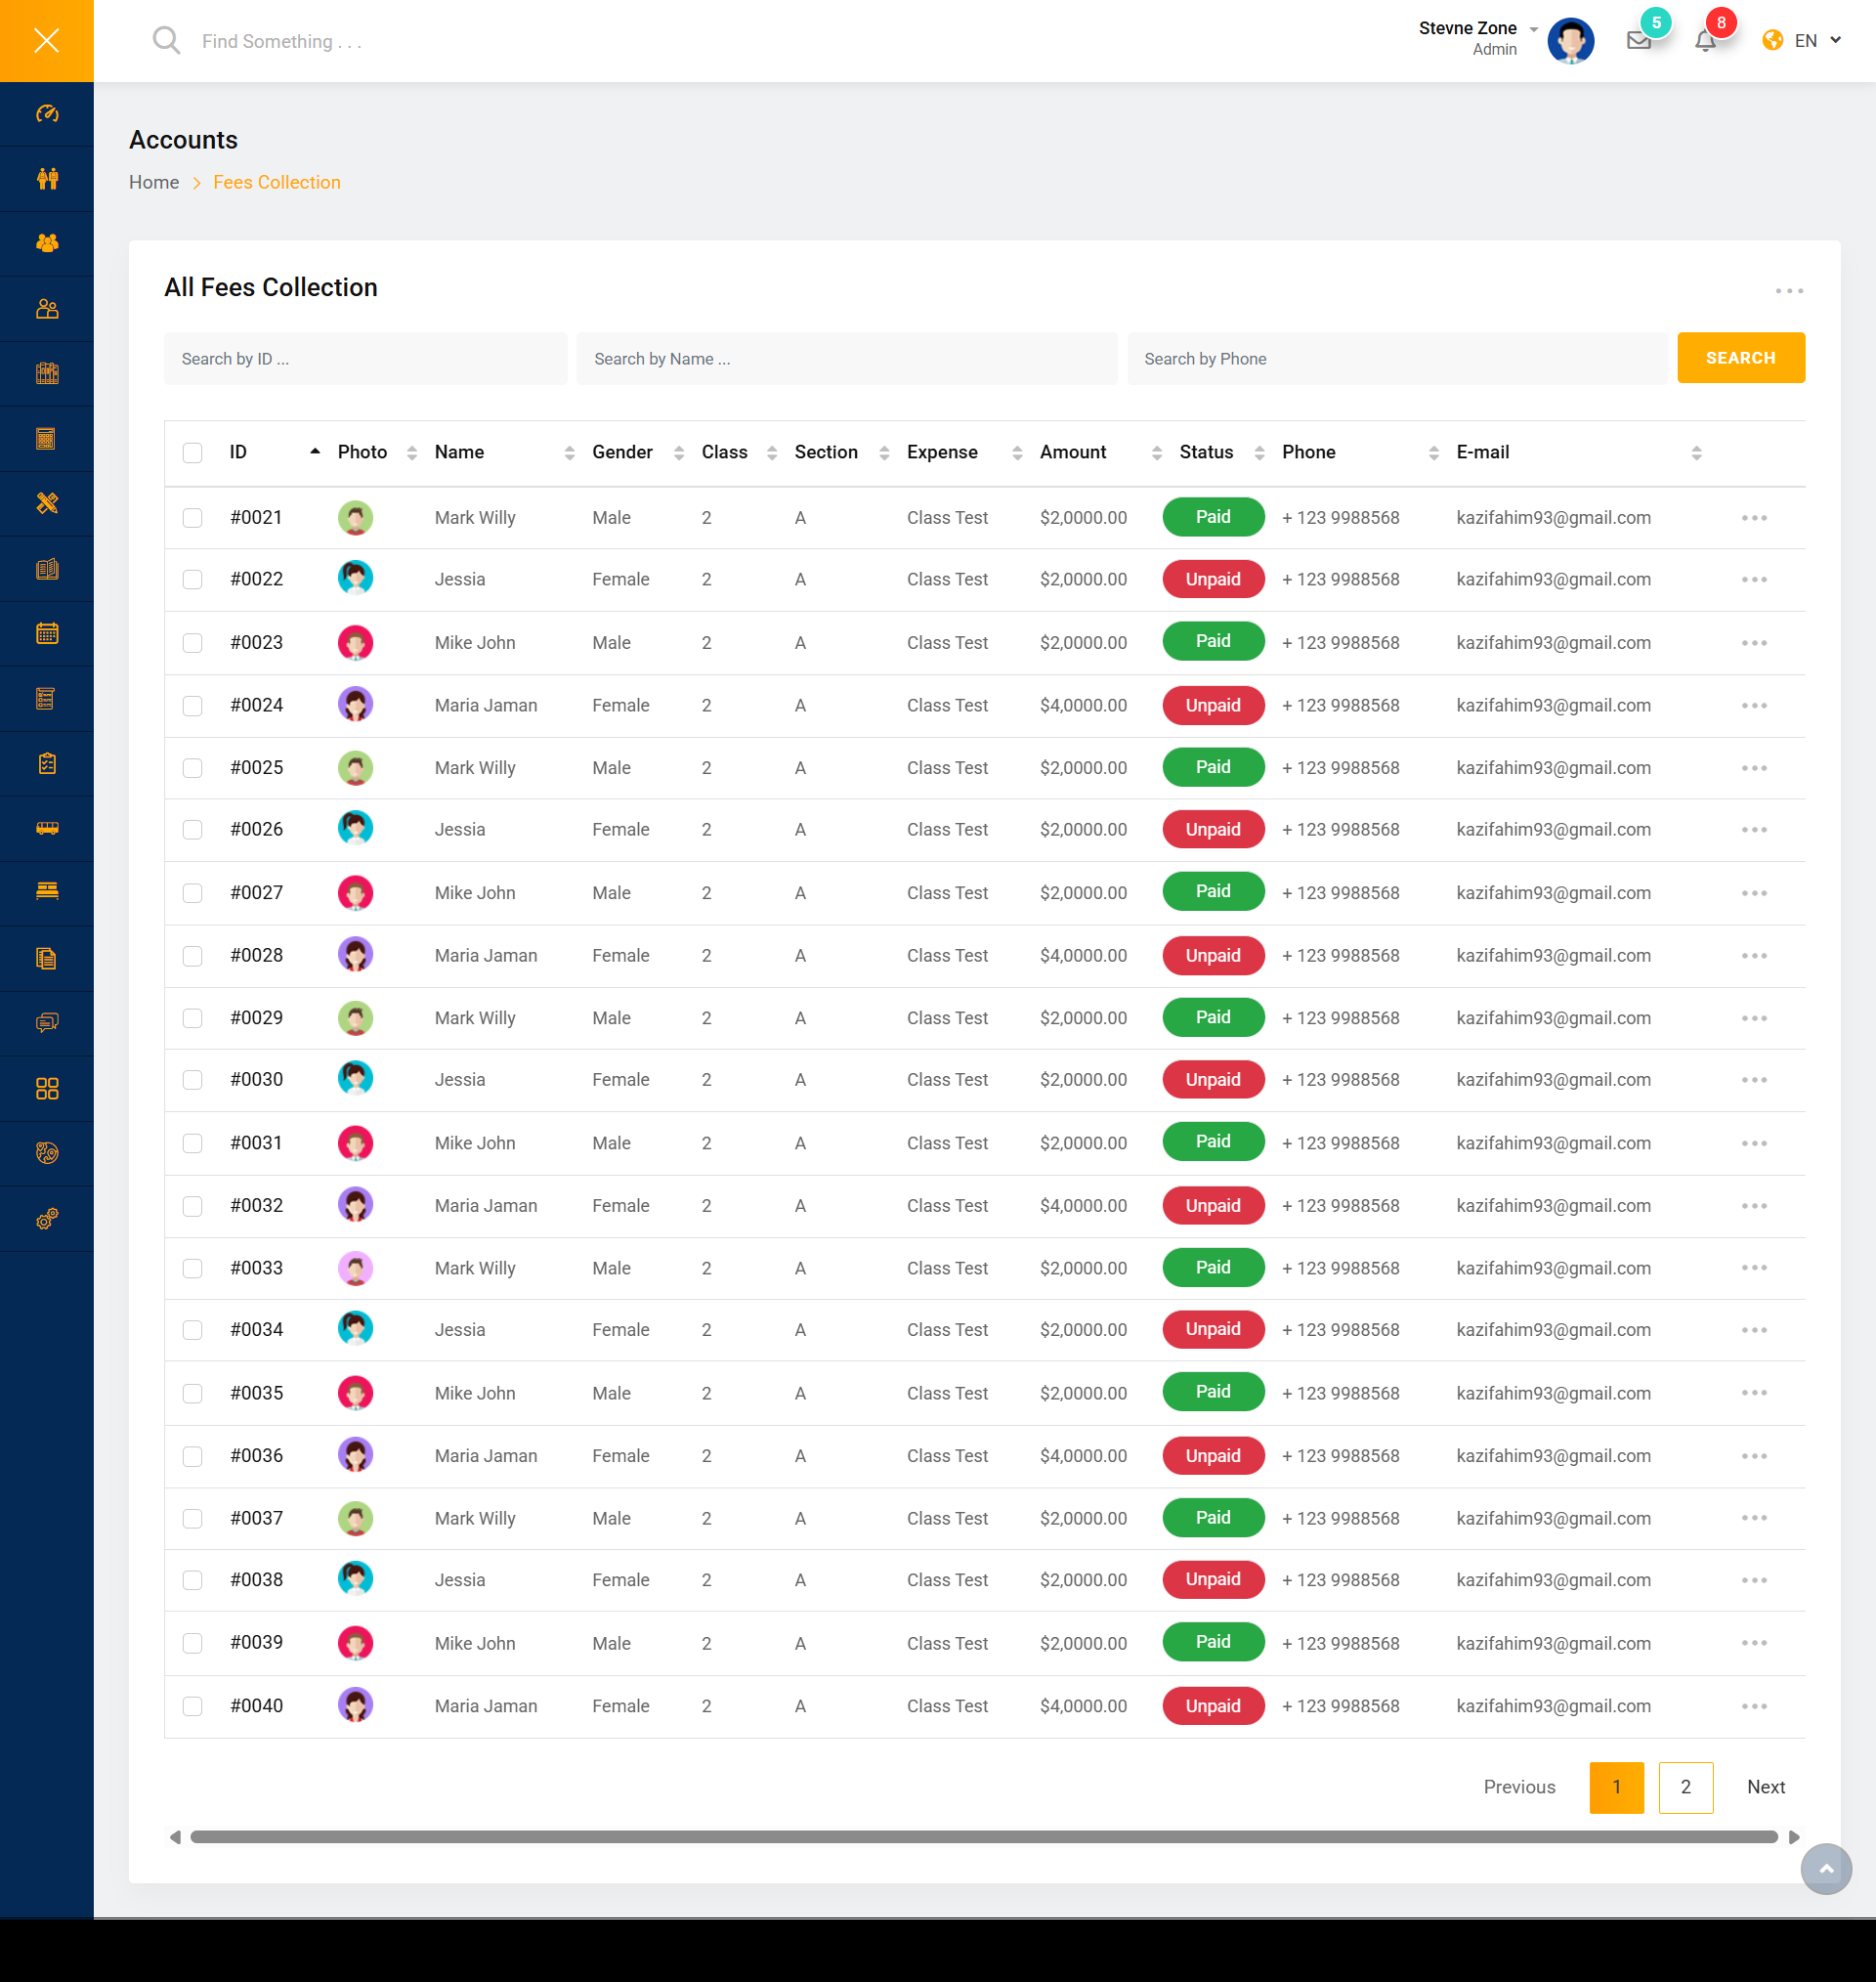 Find Something . . .
Stevne Zone
Admin
5
8
EN
Accounts
Home
Fees Collection
All Fees Collection
Search by ID ...
Search by Name ...
Search by Phone
SEARCH
ID Photo Name Gender Class Section Expense Amount Status Phone E-mail
#0021 Mark Willy Male 2 A Class Test $2,0000.00 Paid + 123 9988568 kazifahim93@gmail.com
#0022 Jessia Female 2 A Class Test $2,0000.00 Unpaid + 123 9988568 kazifahim93@gmail.com
#0023 Mike John Male 2 A Class Test $2,0000.00 Paid + 123 9988568 kazifahim93@gmail.com
#0024 Maria Jaman Female 2 A Class Test $4,0000.00 Unpaid + 123 9988568 kazifahim93@gmail.com
#0025 Mark Willy Male 2 A Class Test $2,0000.00 Paid + 123 9988568 kazifahim93@gmail.com
#0026 Jessia Female 2 A Class Test $2,0000.00 Unpaid + 123 9988568 kazifahim93@gmail.com
#0027 Mike John Male 2 A Class Test $2,0000.00 Paid + 123 9988568 kazifahim93@gmail.com
#0028 Maria Jaman Female 2 A Class Test $4,0000.00 Unpaid + 123 9988568 kazifahim93@gmail.com
#0029 Mark Willy Male 2 A Class Test $2,0000.00 Paid + 123 9988568 kazifahim93@gmail.com
#0030 Jessia Female 2 A Class Test $2,0000.00 Unpaid + 123 9988568 kazifahim93@gmail.com
#0031 Mike John Male 2 A Class Test $2,0000.00 Paid + 123 9988568 kazifahim93@gmail.com
#0032 Maria Jaman Female 2 A Class Test $4,0000.00 Unpaid + 123 9988568 kazifahim93@gmail.com
#0033 Mark Willy Male 2 A Class Test $2,0000.00 Paid + 123 9988568 kazifahim93@gmail.com
#0034 Jessia Female 2 A Class Test $2,0000.00 Unpaid + 123 9988568 kazifahim93@gmail.com
#0035 Mike John Male 2 A Class Test $2,0000.00 Paid + 123 9988568 kazifahim93@gmail.com
#0036 Maria Jaman Female 2 A Class Test $4,0000.00 Unpaid + 123 9988568 kazifahim93@gmail.com
#0037 Mark Willy Male 2 A Class Test $2,0000.00 Paid + 123 9988568 kazifahim93@gmail.com
#0038 Jessia Female 2 A Class Test $2,0000.00 Unpaid + 123 9988568 kazifahim93@gmail.com
#0039 Mike John Male 2 A Class Test $2,0000.00 Paid + 123 9988568 kazifahim93@gmail.com
#0040 Maria Jaman Female 2 A Class Test $4,0000.00 Unpaid + 123 9988568 kazifahim93@gmail.com
Previous 1 2 Next